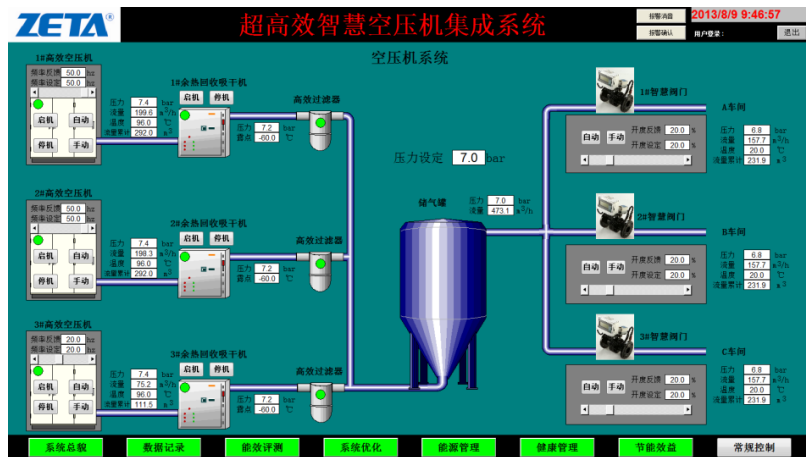 ZETA®
超高效智慧空压机集成系统
报警消音
2013/8/9 9:46:57
报警确认
用户登录：
退出
空压机系统
1#高效空压机
频率反馈 50.0 hz
频率设定 50.0 hz
启机 自动
停机 手动
压力 7.4 bar
流量 199.6 m³/h
温度 96.0 ℃
流量累计 292.0 m³
1#余热回收吸干机
启机 停机
压力 7.2 bar
露点 -60.0 ℃
高效过滤器
2#高效空压机
频率反馈 50.0 hz
频率设定 50.0 hz
启机 自动
停机 手动
压力 7.4 bar
流量 198.3 m³/h
温度 96.0 ℃
流量累计 292.0 m³
2#余热回收吸干机
启机 停机
压力 7.2 bar
露点 -60.0 ℃
高效过滤器
3#高效空压机
频率反馈 20.0 hz
频率设定 20.0 hz
启机 自动
停机 手动
压力 7.4 bar
流量 75.2 m³/h
温度 96.0 ℃
流量累计 111.5 m³
3#余热回收吸干机
启机 停机
压力 7.2 bar
露点 -60.0 ℃
高效过滤器
压力设定 7.0 bar
储气罐
压力 7.0 bar
流量 473.1 m³/h
1#智慧阀门
自动 手动
开度反馈 20.0 %
开度设定 20.0 %
A车间
压力 6.8 bar
流量 157.7 m³/h
温度 20.0 ℃
流量累计 231.9 m³
2#智慧阀门
自动 手动
开度反馈 20.0 %
开度设定 20.0 %
B车间
压力 6.8 bar
流量 157.7 m³/h
温度 20.0 ℃
流量累计 231.9 m³
3#智慧阀门
自动 手动
开度反馈 20.0 %
开度设定 20.0 %
C车间
压力 6.8 bar
流量 157.7 m³/h
温度 20.0 ℃
流量累计 231.9 m³
系统总貌 数据记录 能效评测 系统优化 能源管理 健康管理 节能效益 常规控制